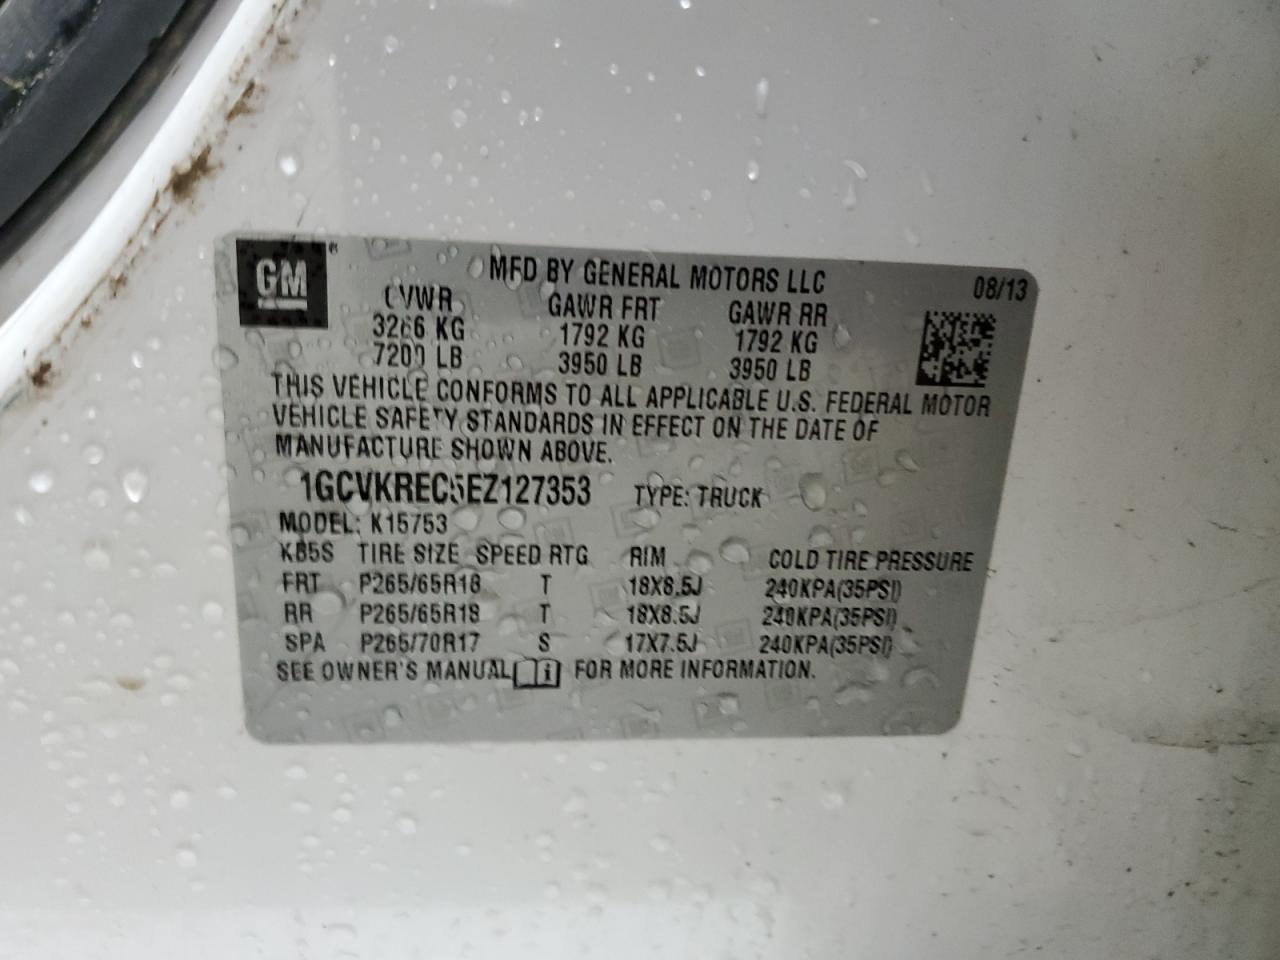 GM
MFD BY GENERAL MOTORS LLC 08/13
GVWR GAWR FRT GAWR RR
3266 KG 1792 KG 1792 KG
7200 LB 3950 LB 3950 LB
THIS VEHICLE CONFORMS TO ALL APPLICABLE U.S. FEDERAL MOTOR
VEHICLE SAFETY STANDARDS IN EFFECT ON THE DATE OF
MANUFACTURE SHOWN ABOVE.
1GCVKREC5EZ127353 TYPE: TRUCK
MODEL: K15753
KB5S TIRE SIZE SPEED RTG RIM COLD TIRE PRESSURE
FRT P265/65R18 T 18X8.5J 240KPA(35PSI)
RR P265/65R18 T 18X8.5J 240KPA(35PSI)
SPA P265/70R17 S 17X7.5J 240KPA(35PSI)
SEE OWNER'S MANUAL i FOR MORE INFORMATION.